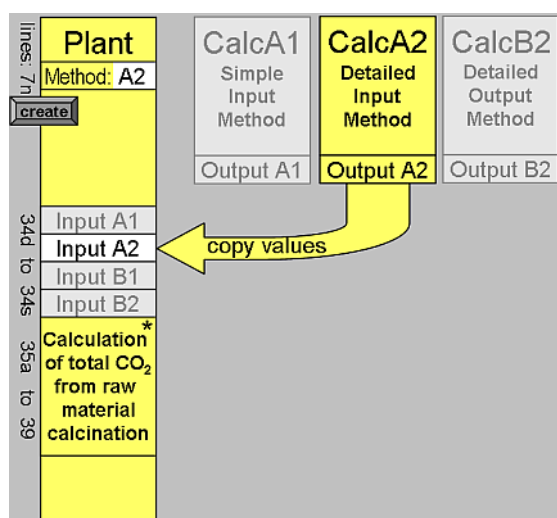 lines: 7n
Plant
Method: A2
create
34d to 34s
Input A1
Input A2
Input B1
Input B2
35a to 39
Calculation*
of total CO₂
from raw
material
calcination
CalcA1
Simple
Input
Method
Output A1
CalcA2
Detailed
Input
Method
Output A2
CalcB2
Detailed
Output
Method
Output B2
copy values